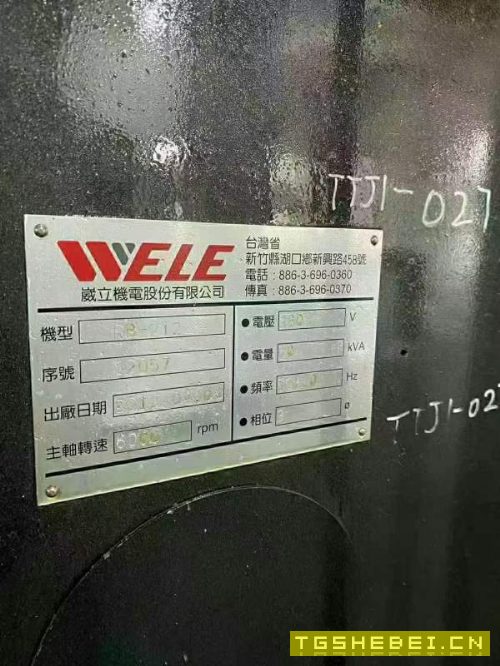 TTJ1-027
WELE
崴立機電股份有限公司
台灣省
新竹縣湖口鄉新興路458號
電話：886-3-696-0360
傳真：886-3-696-0370
機型
序號
出廠日期
主軸轉速 rpm
電壓 V
電量 kVA
頻率 Hz
相位 ø
TTJ1-02
TGSHEBEI.CN